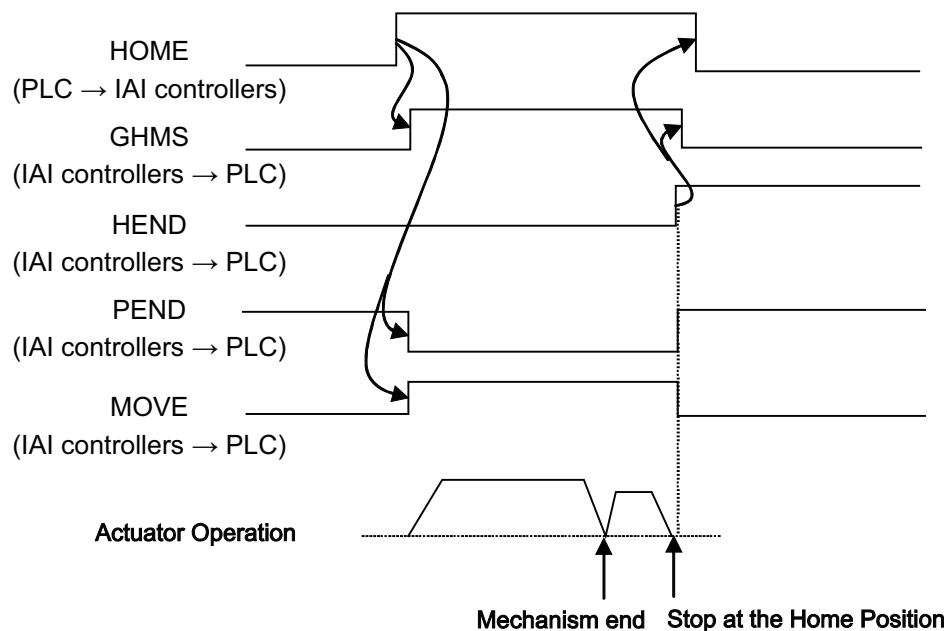 HOME
(PLC → IAI controllers)
GHMS
(IAI controllers → PLC)
HEND
(IAI controllers → PLC)
PEND
(IAI controllers → PLC)
MOVE
(IAI controllers → PLC)
Actuator Operation
Mechanism end
Stop at the Home Position